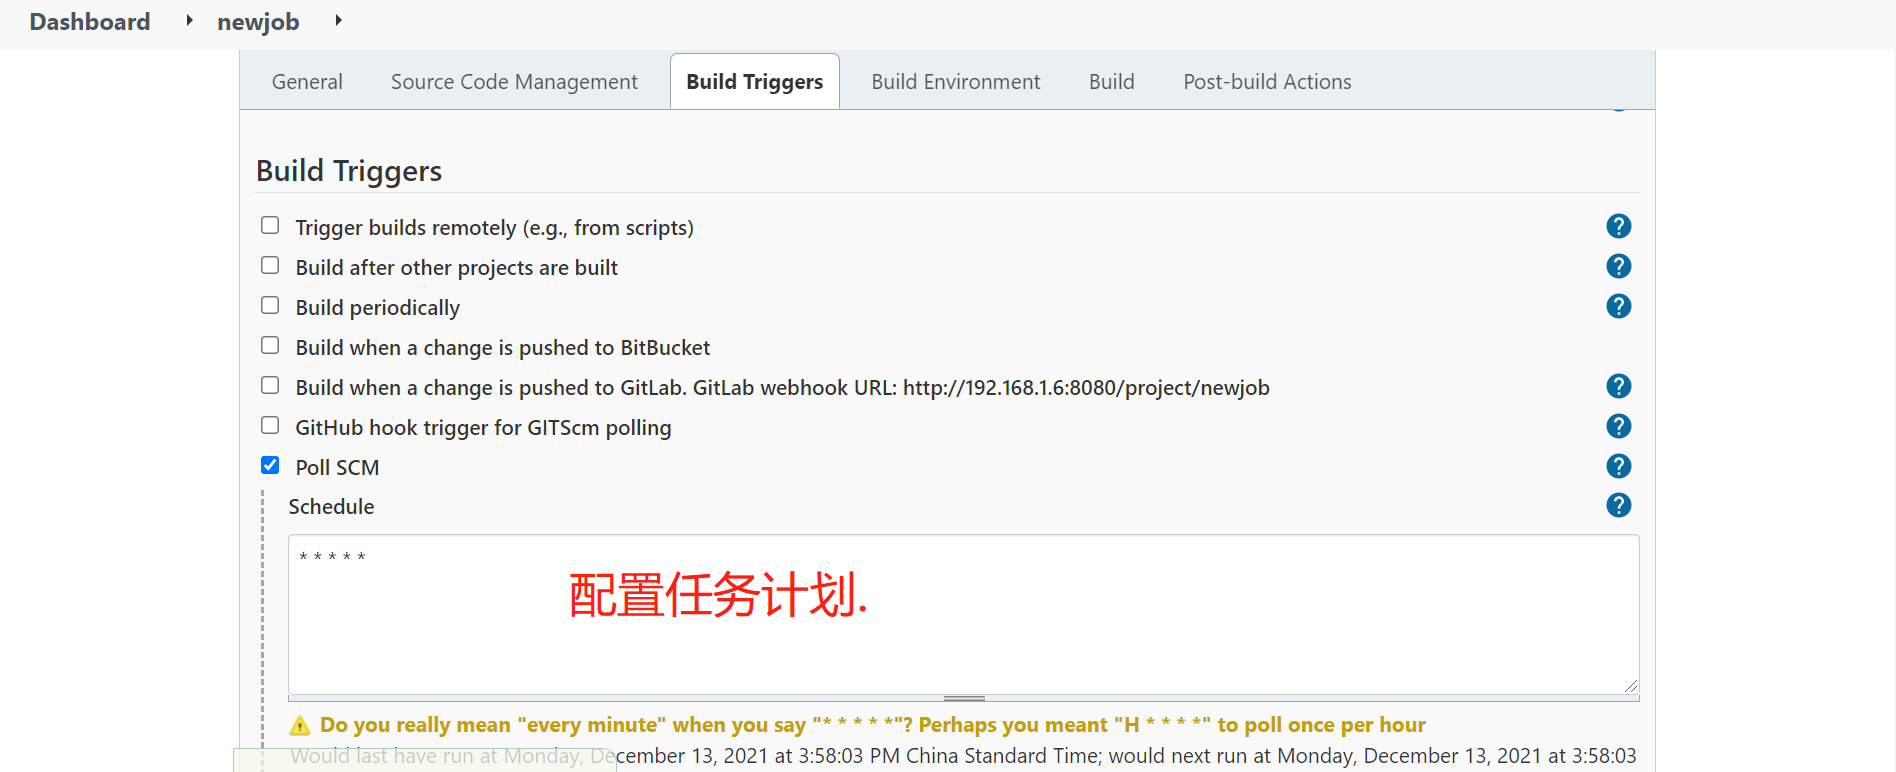 Dashboard newjob
General Source Code Management Build Triggers Build Environment Build Post-build Actions
Build Triggers
Trigger builds remotely (e.g., from scripts)
Build after other projects are built
Build periodically
Build when a change is pushed to BitBucket
Build when a change is pushed to GitLab. GitLab webhook URL: http://192.168.1.6:8080/project/newjob
GitHub hook trigger for GITScm polling
Poll SCM
Schedule
* * * * *
配置任务计划.
Do you really mean "every minute" when you say "* * * * *"? Perhaps you meant "H * * * *" to poll once per hour
Would last have run at Monday, December 13, 2021 at 3:58:03 PM China Standard Time; would next run at Monday, December 13, 2021 at 3:58:03